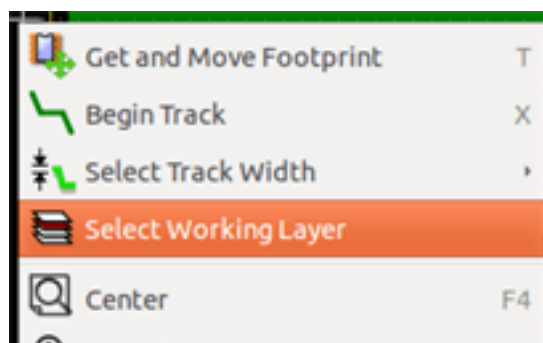 Get and Move Footprint T
Begin Track X
Select Track Width
Select Working Layer
Center F4